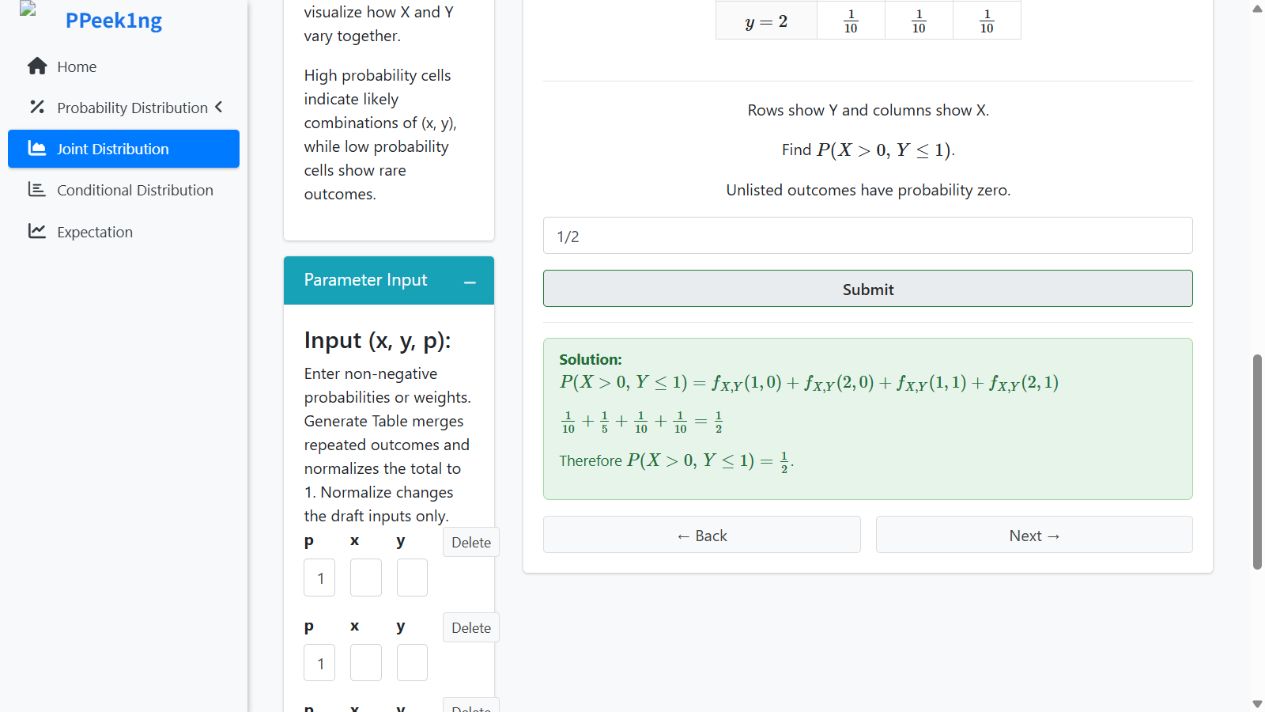 PPeek1ng
Home
Probability Distribution
Joint Distribution
Conditional Distribution
Expectation
visualize how X and Y
vary together.
High probability cells
indicate likely
combinations of (x, y),
while low probability
cells show rare
outcomes.
Parameter Input
Input (x, y, p):
Enter non-negative
probabilities or weights.
Generate Table merges
repeated outcomes and
normalizes the total to
1. Normalize changes
the draft inputs only.
p x y Delete
1
p x y Delete
1
p x y Delete
y = 2 1/10 1/10 1/10
Rows show Y and columns show X.
Find P(X > 0, Y ≤ 1).
Unlisted outcomes have probability zero.
1/2
Submit
Solution:
P(X > 0, Y ≤ 1) = f_{X,Y}(1, 0) + f_{X,Y}(2, 0) + f_{X,Y}(1, 1) + f_{X,Y}(2, 1)
1/10 + 1/5 + 1/10 + 1/10 = 1/2
Therefore P(X > 0, Y ≤ 1) = 1/2.
← Back
Next →